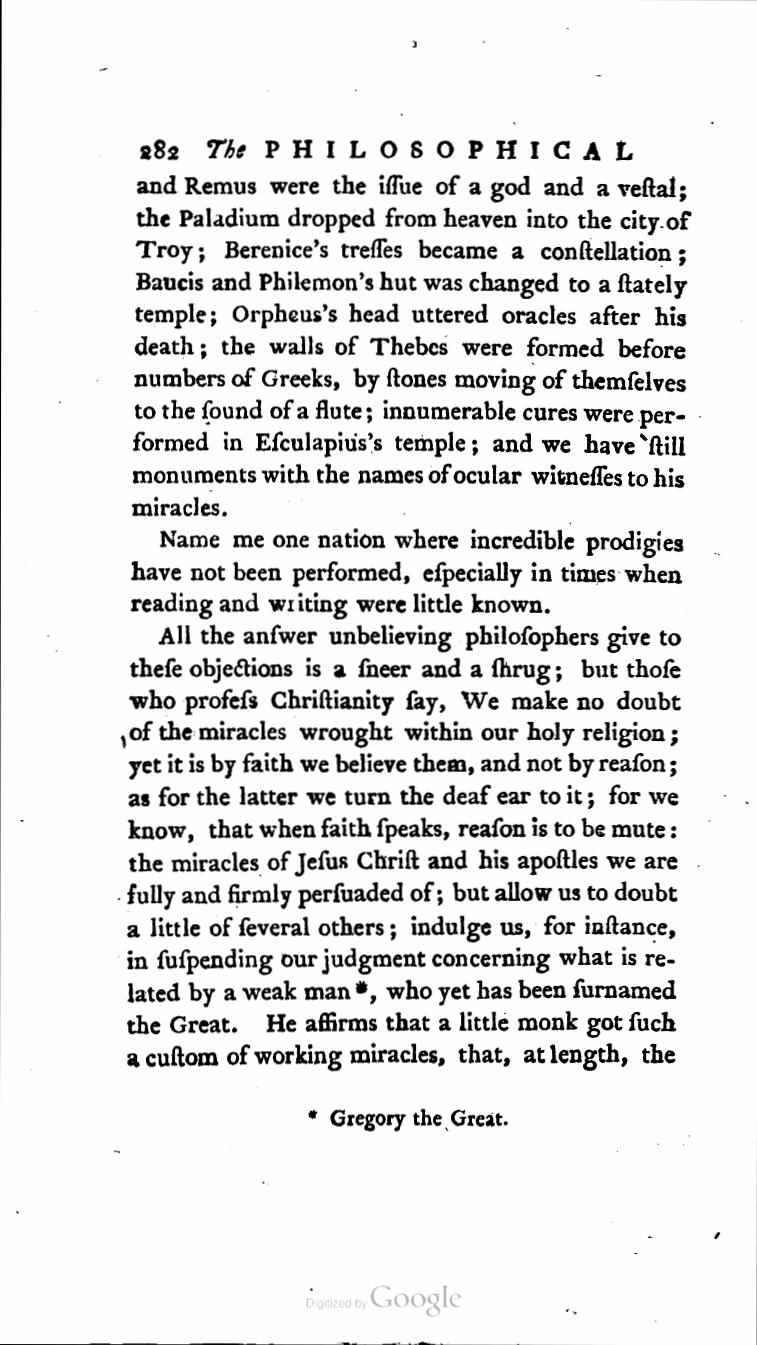 282 The PHILOSOPHICAL
and Remus were the iſſue of a god and a veſtal;
the Paladium dropped from heaven into the city of
Troy; Berenice's treſſes became a conſtellation;
Baucis and Philemon's hut was changed to a ſtately
temple; Orpheus's head uttered oracles after his
death; the walls of Thebes were formed before
numbers of Greeks, by ſtones moving of themſelves
to the ſound of a flute; innumerable cures were per-
formed in Eſculapius's temple; and we have ſtill
monuments with the names of ocular witneſſes to his
miracles.
Name me one nation where incredible prodigies
have not been performed, eſpecially in times when
reading and writing were little known.
All the anſwer unbelieving philoſophers give to
theſe objections is a ſneer and a ſhrug; but thoſe
who profeſs Chriſtianity ſay, We make no doubt
of the miracles wrought within our holy religion;
yet it is by faith we believe them, and not by reaſon;
as for the latter we turn the deaf ear to it; for we
know, that when faith ſpeaks, reaſon is to be mute:
the miracles of Jeſus Chriſt and his apoſtles we are
fully and firmly perſuaded of; but allow us to doubt
a little of ſeveral others; indulge us, for inſtance,
in ſuſpending our judgment concerning what is re-
lated by a weak man *, who yet has been ſurnamed
the Great. He affirms that a little monk got ſuch
a cuſtom of working miracles, that, at length, the
* Gregory the Great.
Digitized by Google